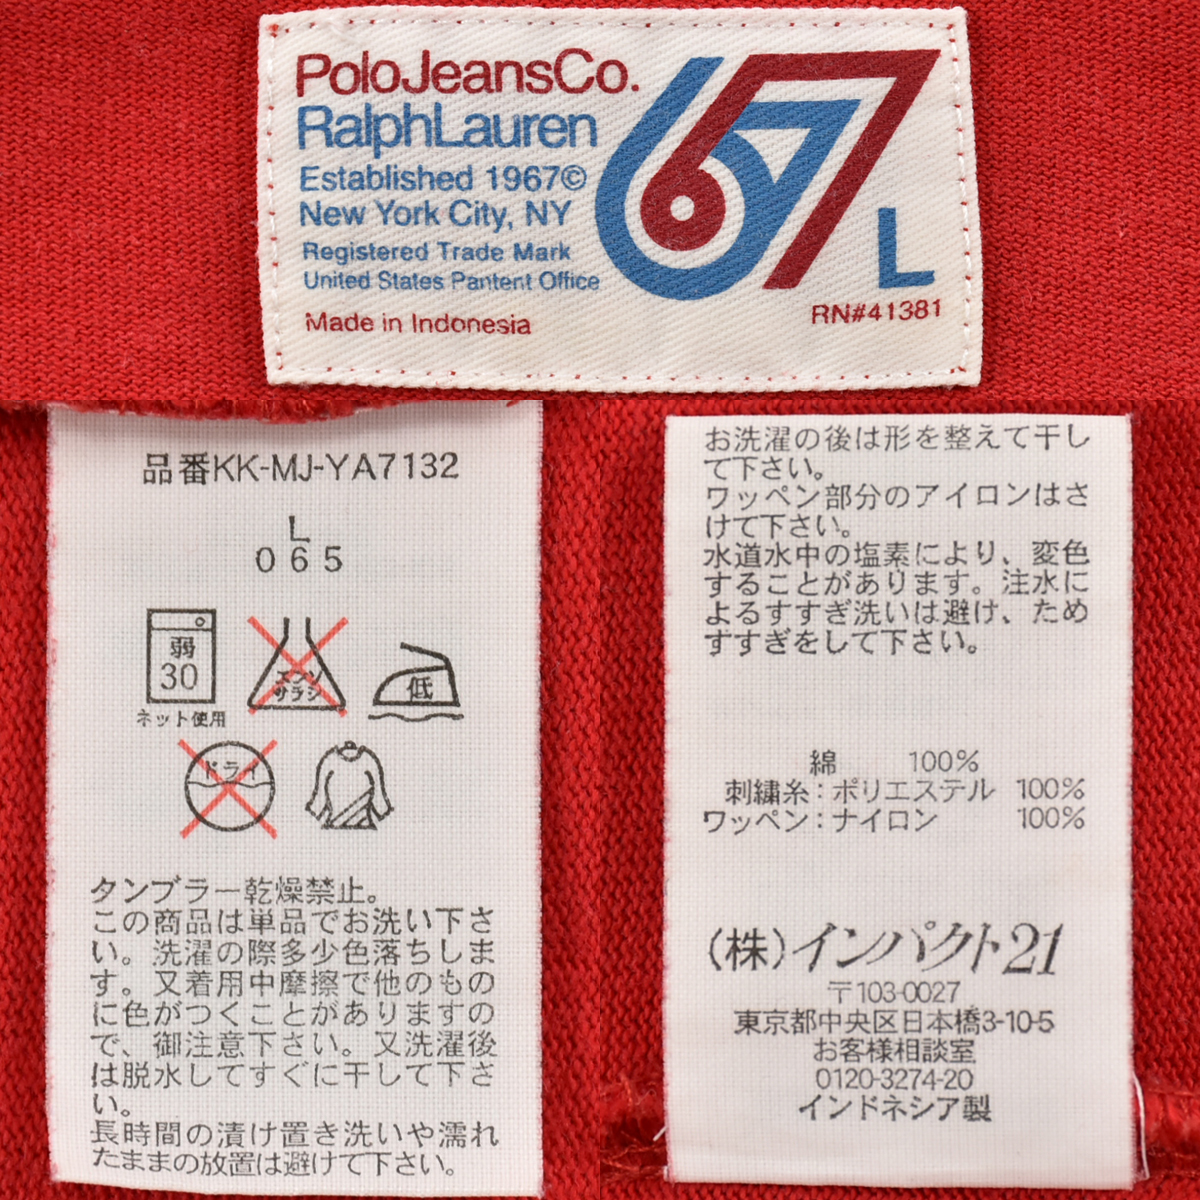 PoloJeansCo.
RalphLauren
Established 1967©
New York City, NY
Registered Trade Mark
United States Pantent Office
Made in Indonesia
67
L
RN#41381
品番KK-MJ-YA7132
L
065
弱
30
ネット使用
エンソ
サラシ
低
ドライ
タンブラー乾燥禁止。
この商品は単品でお洗い下さ
い。洗濯の際多少色落ちしま
す。又着用中摩擦で他のもの
に色がつくことがありますの
で、御注意下さい。又洗濯後
は脱水してすぐに干して下さ
い。
長時間の漬け置き洗いや濡れ
たままの放置は避けて下さい。
お洗濯の後は形を整えて干し
て下さい。
ワッペン部分のアイロンはさ
けて下さい。
水道水中の塩素により、変色
することがあります。注水に
よるすすぎ洗いは避け、ため
すすぎをして下さい。
綿 100%
刺繍糸:ポリエステル 100%
ワッペン:ナイロン 100%
(株)インパクト21
〒103-0027
東京都中央区日本橋3-10-5
お客様相談室
0120-3274-20
インドネシア製